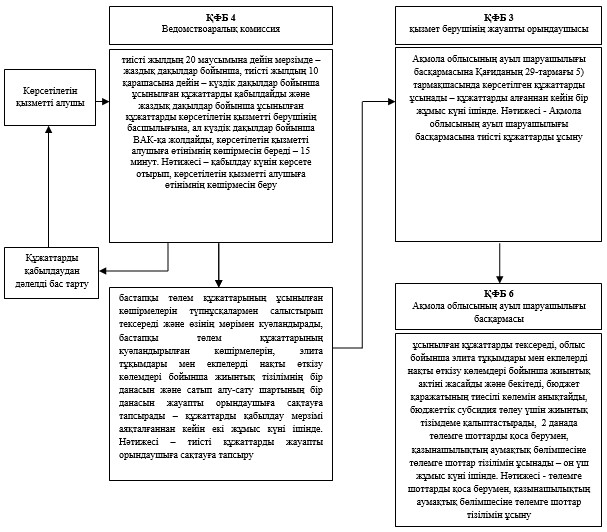 Көрсетілетін
қызметті алушы
Құжаттарды
қабылдаудан
дәлелді бас тарту
ҚФБ 4
Ведомствоаралық комиссия
тиісті жылдың 20 маусымына дейін мерзімде –
жаздық дақылдар бойынша, тиісті жылдың 10
қарашасына дейін – күздік дақылдар бойынша
ұсынылған құжаттарды қабылдайды және
жаздық дақылдар бойынша ұсынылған
құжаттарды көрсетілетін қызметті берушінің
басшылығына, ал күздік дақылдар бойынша
ВАК-қа жолдайды, көрсетілетін қызметті
алушыға өтінімнің көшірмесін береді – 15
минут. Нәтижесі – қабылдау күнін көрсете
отырып, көрсетілетін қызметті алушыға
өтінімнің көшірмесін беру
бастапқы төлем құжаттарының ұсынылған
көшірмелерін түпнұсқалармен салыстырып
тексереді және өзінің мөрімен куәландырады,
бастапқы төлем құжаттарының
куәландырылған көшірмелерін, элита
тұқымдары мен екпелерді нақты өткізу
көлемдері бойынша жиынтық тізілімнің бір
данасын және сатып алу-сату шартының бір
данасын жауапты орындаушыға сақтауға
тапсырады – құжаттарды қабылдау мерзімі
аяқталғаннан кейін екі жұмыс күні ішінде.
Нәтижесі – тиісті құжаттарды жауапты
орындаушыға сақтауға тапсыру
ҚФБ 3
қызмет берушінің жауапты орындаушысы
Ақмола облысының ауыл шаруашылығы
басқармасына Қағиданың 29-тармағы 5)
тармақшасында көрсетілген құжаттарды
ұсынады – құжаттарды алғаннан кейін бір
жұмыс күні ішінде. Нәтижесі - Ақмола
облысының ауыл шаруашылығы
басқармасына тиісті құжаттарды ұсыну
ҚФБ 6
Ақмола облысының ауыл шаруашылығы
басқармасы
ұсынылған құжаттарды тексереді, облыс
бойынша элита тұқымдары мен екпелерді
нақты өткізу көлемдері бойынша жиынтық
актіні жасайды және бекітеді, бюджет
қаражатының тиесілі көлемін анықтайды,
бюджеттік субсидия төлеу үшін жиынтық
тізімдеме қалыптастырады, 2 данада
төлемге шоттарды қоса берумен,
қазынашылықтың аумақтық бөлімшесіне
төлемге шоттар тізілімін ұсынады – он үш
жұмыс күні ішінде. Нәтижесі - төлемге
шоттарды қоса берумен, қазынашылықтың
аумақтық бөлімшесіне төлемге шоттар
тізілімін ұсыну